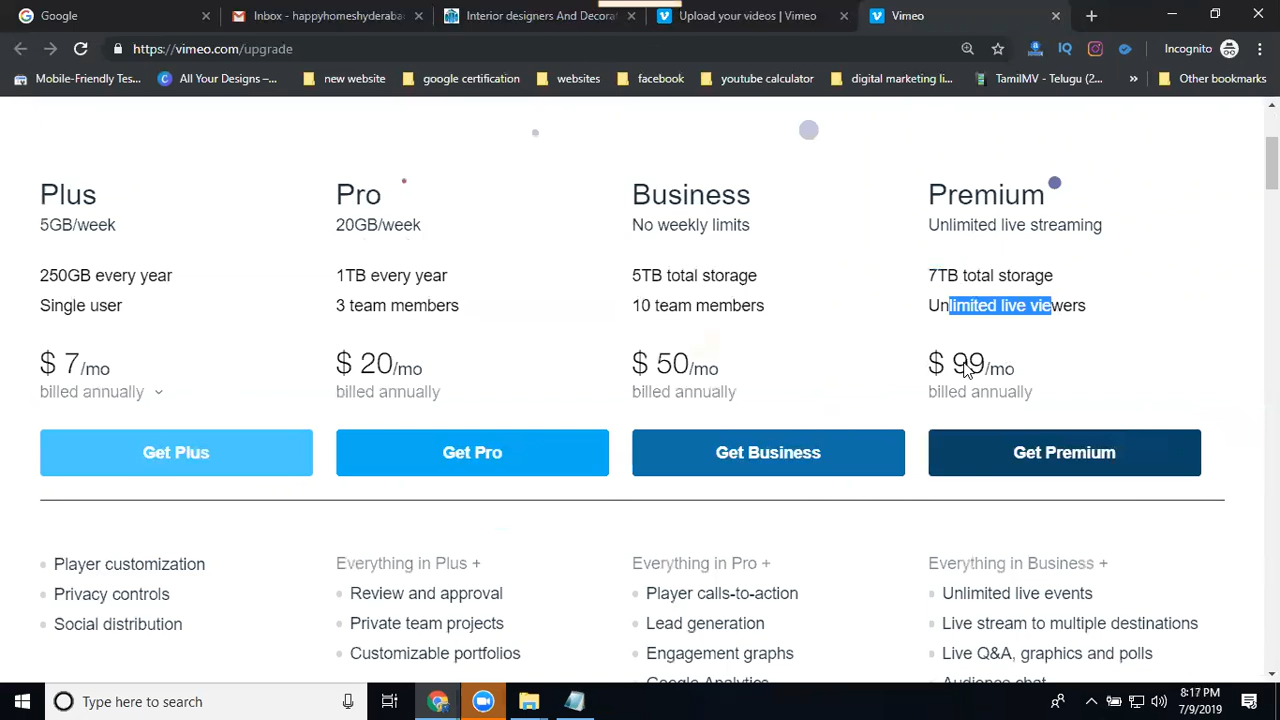 Google
Inbox - happyhomeshydera
Interior designers And Decora
Upload your videos | Vimeo
Vimeo
https://vimeo.com/upgrade
Incognito
Mobile-Friendly Tes...
All Your Designs –...
new website
google certification
websites
facebook
youtube calculator
digital marketing li...
TamilMV - Telugu (2...
Other bookmarks
Plus
5GB/week
250GB every year
Single user
$ 7/mo
billed annually
Get Plus
Player customization
Privacy controls
Social distribution
Pro
20GB/week
1TB every year
3 team members
$ 20/mo
billed annually
Get Pro
Everything in Plus +
Review and approval
Private team projects
Customizable portfolios
Business
No weekly limits
5TB total storage
10 team members
$ 50/mo
billed annually
Get Business
Everything in Pro +
Player calls-to-action
Lead generation
Engagement graphs
Google Analytics
Premium
Unlimited live streaming
7TB total storage
Unlimited live viewers
$ 99/mo
billed annually
Get Premium
Everything in Business +
Unlimited live events
Live stream to multiple destinations
Live Q&A, graphics and polls
Audience chat
Type here to search
8:17 PM
7/9/2019